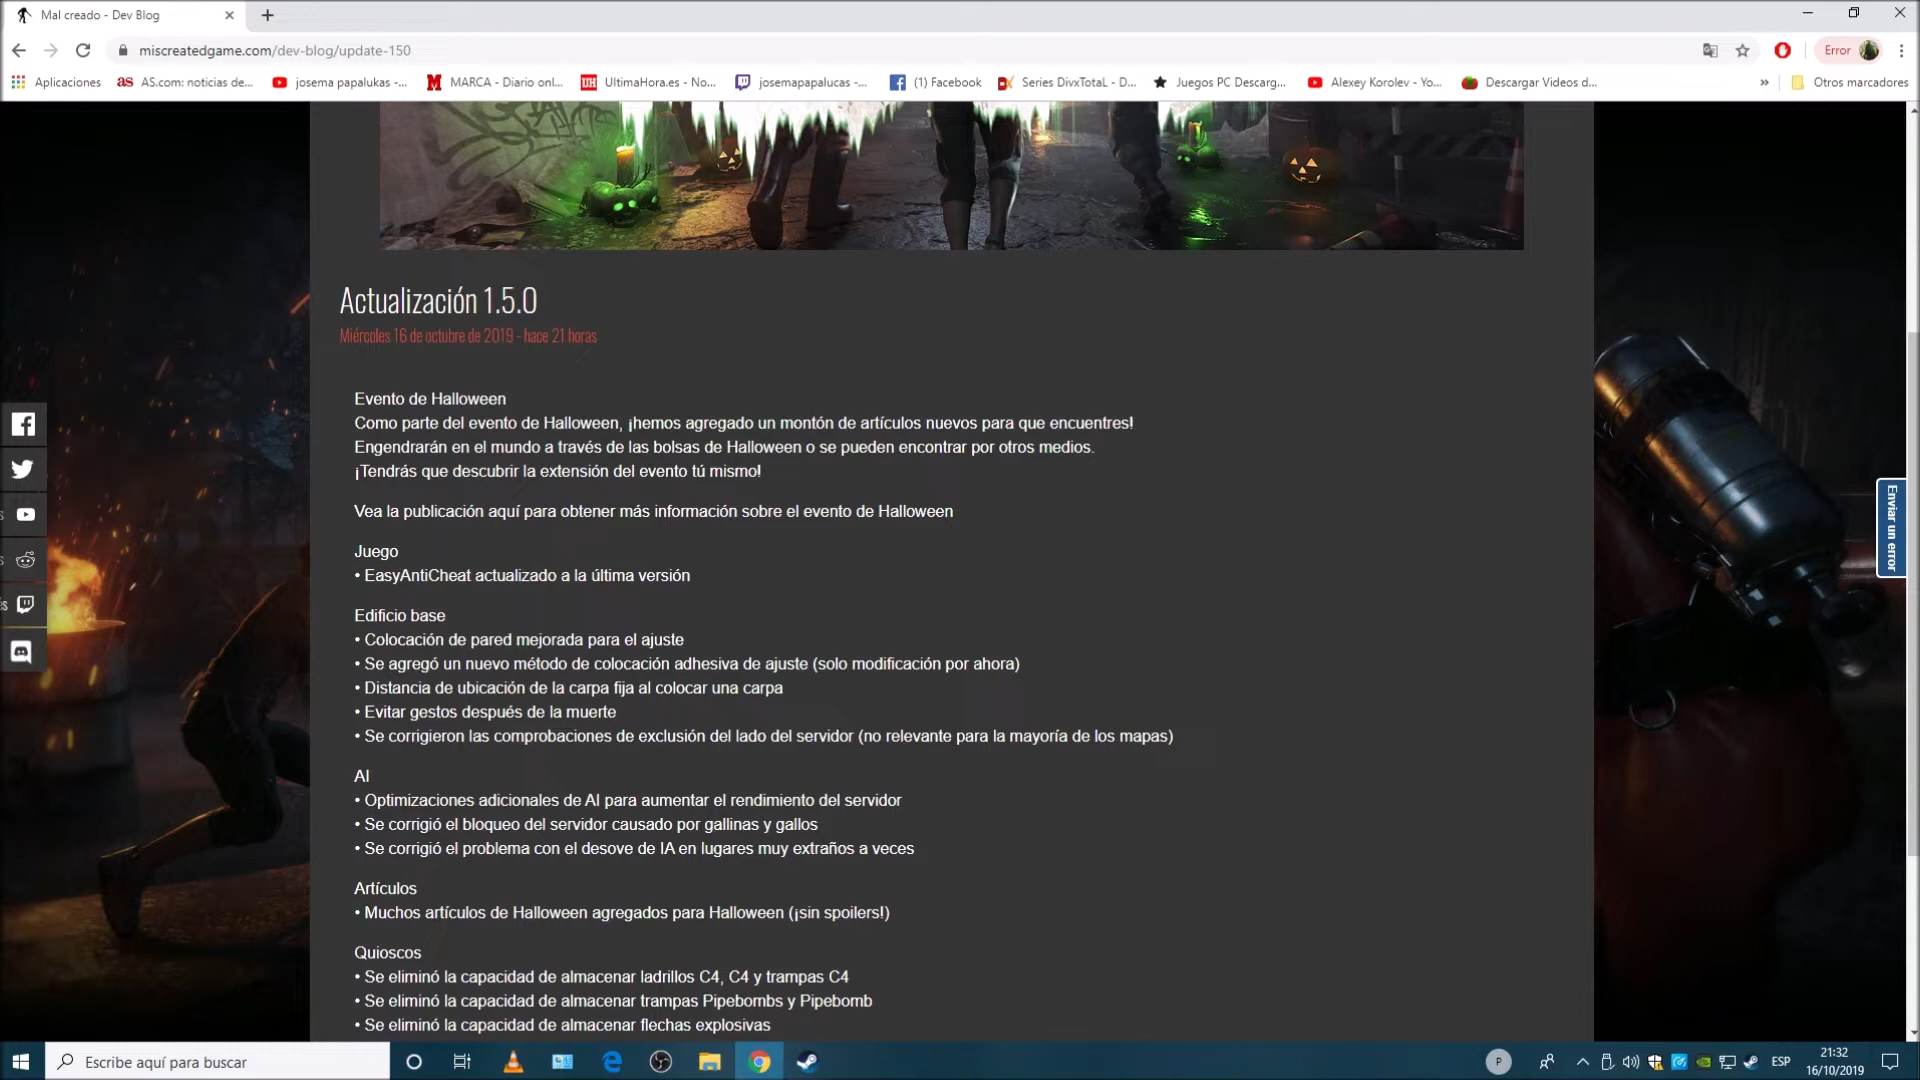 Mal creado - Dev Blog
miscreatedgame.com/dev-blog/update-150
Error
Aplicaciones
AS.com: noticias de...
josema papalukas -...
MARCA - Diario onl...
UltimaHora.es - No...
josemapapalucas -...
(1) Facebook
Series DivxTotaL - D...
Juegos PC Descarg...
Alexey Korolev - Yo...
Descargar Videos d...
»
Otros marcadores
Actualización 1.5.0
Miércoles 16 de octubre de 2019 - hace 21 horas
Evento de Halloween
Como parte del evento de Halloween, ¡hemos agregado un montón de artículos nuevos para que encuentres!
Engendrarán en el mundo a través de las bolsas de Halloween o se pueden encontrar por otros medios.
¡Tendrás que descubrir la extensión del evento tú mismo!
Vea la publicación aquí para obtener más información sobre el evento de Halloween
Juego
• EasyAntiCheat actualizado a la última versión
Edificio base
• Colocación de pared mejorada para el ajuste
• Se agregó un nuevo método de colocación adhesiva de ajuste (solo modificación por ahora)
• Distancia de ubicación de la carpa fija al colocar una carpa
• Evitar gestos después de la muerte
• Se corrigieron las comprobaciones de exclusión del lado del servidor (no relevante para la mayoría de los mapas)
AI
• Optimizaciones adicionales de AI para aumentar el rendimiento del servidor
• Se corrigió el bloqueo del servidor causado por gallinas y gallos
• Se corrigió el problema con el desove de IA en lugares muy extraños a veces
Artículos
• Muchos artículos de Halloween agregados para Halloween (¡sin spoilers!)
Quioscos
• Se eliminó la capacidad de almacenar ladrillos C4, C4 y trampas C4
• Se eliminó la capacidad de almacenar trampas Pipebombs y Pipebomb
• Se eliminó la capacidad de almacenar flechas explosivas
Enviar un error
Escribe aquí para buscar
P
ESP
21:32
16/10/2019